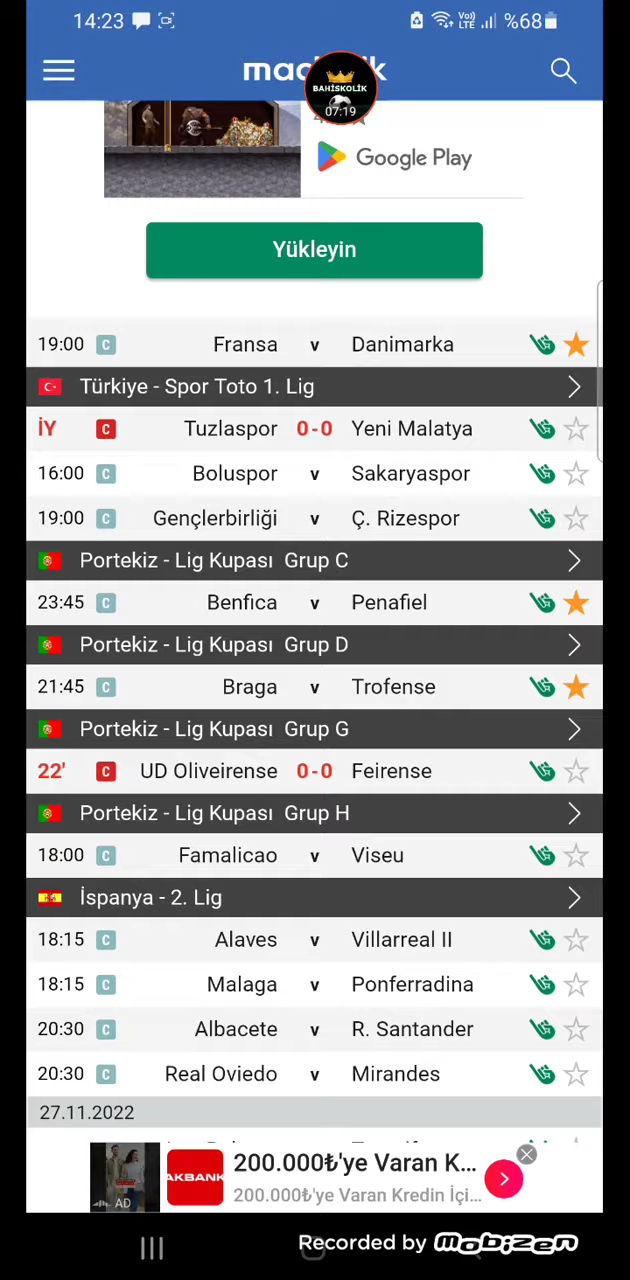 14:23 Vo)) LTE %68
BAHİSKOLİK
07:19
Google Play
Yükleyin
19:00 C Fransa v Danimarka
Türkiye - Spor Toto 1. Lig
İY C Tuzlaspor 0-0 Yeni Malatya
16:00 C Boluspor v Sakaryaspor
19:00 C Gençlerbirliği v Ç. Rizespor
Portekiz - Lig Kupası Grup C
23:45 C Benfica v Penafiel
Portekiz - Lig Kupası Grup D
21:45 C Braga v Trofense
Portekiz - Lig Kupası Grup G
22' C UD Oliveirense 0-0 Feirense
Portekiz - Lig Kupası Grup H
18:00 C Famalicao v Viseu
İspanya - 2. Lig
18:15 C Alaves v Villarreal II
18:15 C Malaga v Ponferradina
20:30 C Albacete v R. Santander
20:30 C Real Oviedo v Mirandes
27.11.2022
AD
AKBANK
200.000₺'ye Varan K...
200.000₺'ye Varan Kredin İçi...
Recorded by mobizen